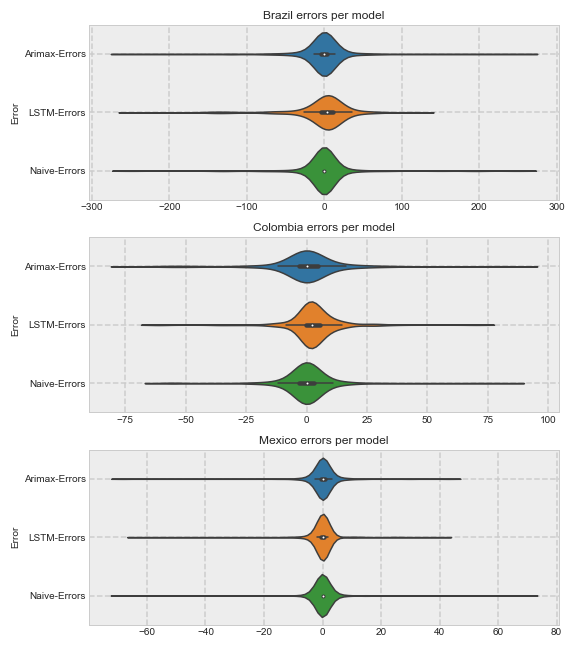 Brazil errors per model
Arimax-Errors
LSTM-Errors
Naive-Errors
Error
−300 −200 −100 0 100 200 300
Colombia errors per model
Arimax-Errors
LSTM-Errors
Naive-Errors
Error
−75 −50 −25 0 25 50 75 100
Mexico errors per model
Arimax-Errors
LSTM-Errors
Naive-Errors
Error
−60 −40 −20 0 20 40 60 80